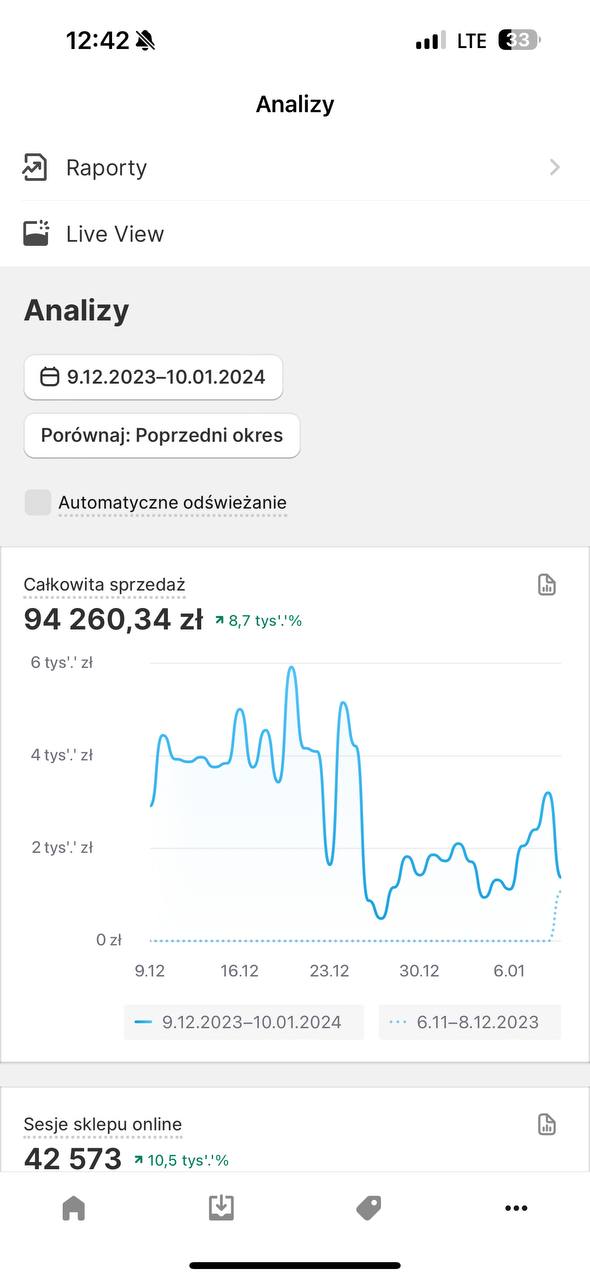 12:42
LTE 33
Analizy
Raporty
Live View
Analizy
9.12.2023–10.01.2024
Porównaj: Poprzedni okres
Automatyczne odświeżanie
Całkowita sprzedaż
94 260,34 zł 8,7 tys'.'%
6 tys'.' zł
4 tys'.' zł
2 tys'.' zł
0 zł
9.12 16.12 23.12 30.12 6.01
9.12.2023–10.01.2024 6.11–8.12.2023
Sesje sklepu online
42 573 10,5 tys'.'%